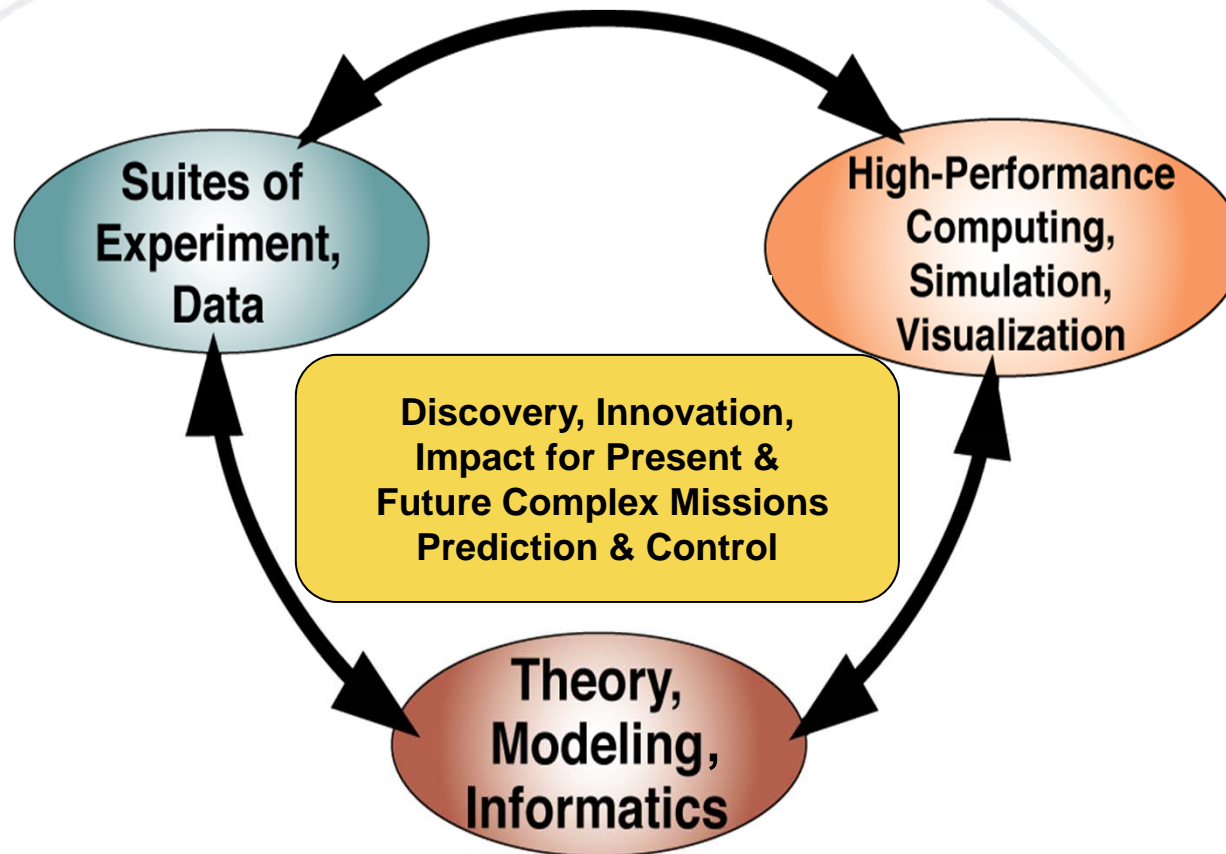 Suites of
Experiment,
Data
High-Performance
Computing,
Simulation,
Visualization
Discovery, Innovation,
Impact for Present &
Future Complex Missions
Prediction & Control
Theory,
Modeling,
Informatics